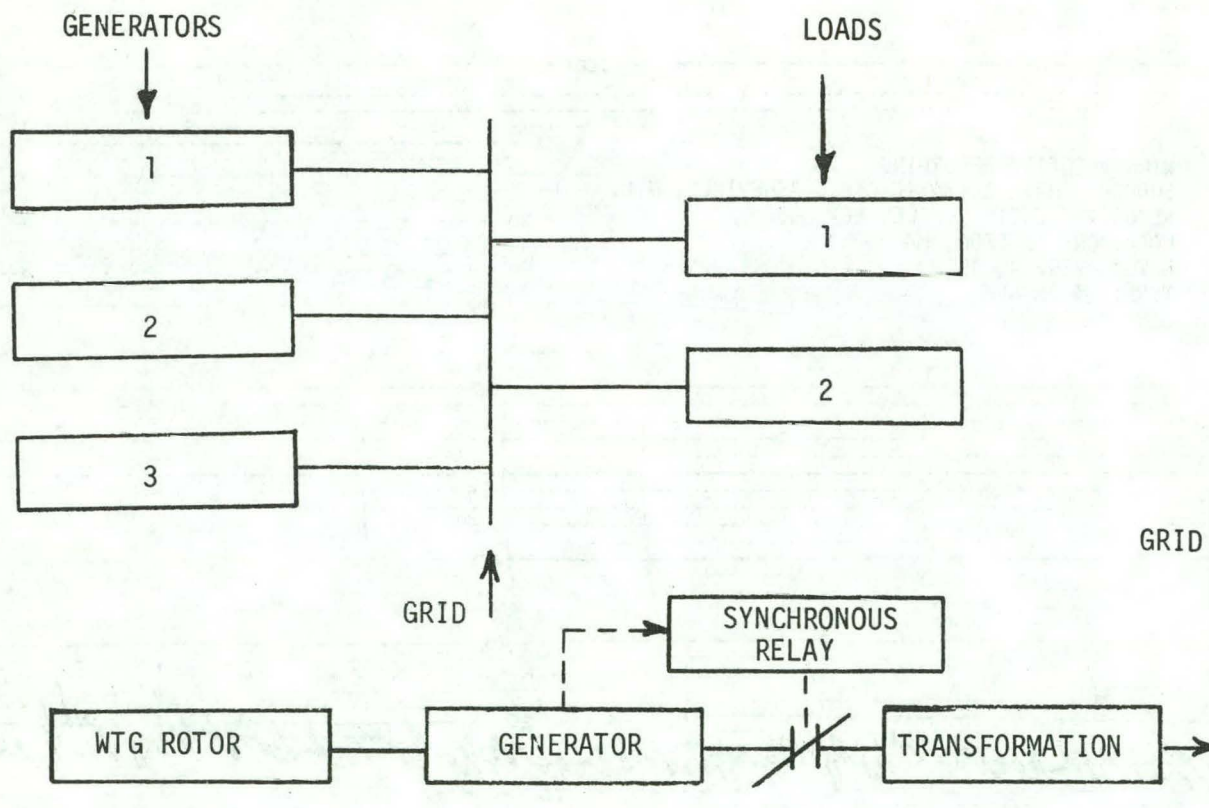 GENERATORS
LOADS
1
1
2
2
3
GRID
GRID
SYNCHRONOUS
RELAY
WTG ROTOR
GENERATOR
TRANSFORMATION